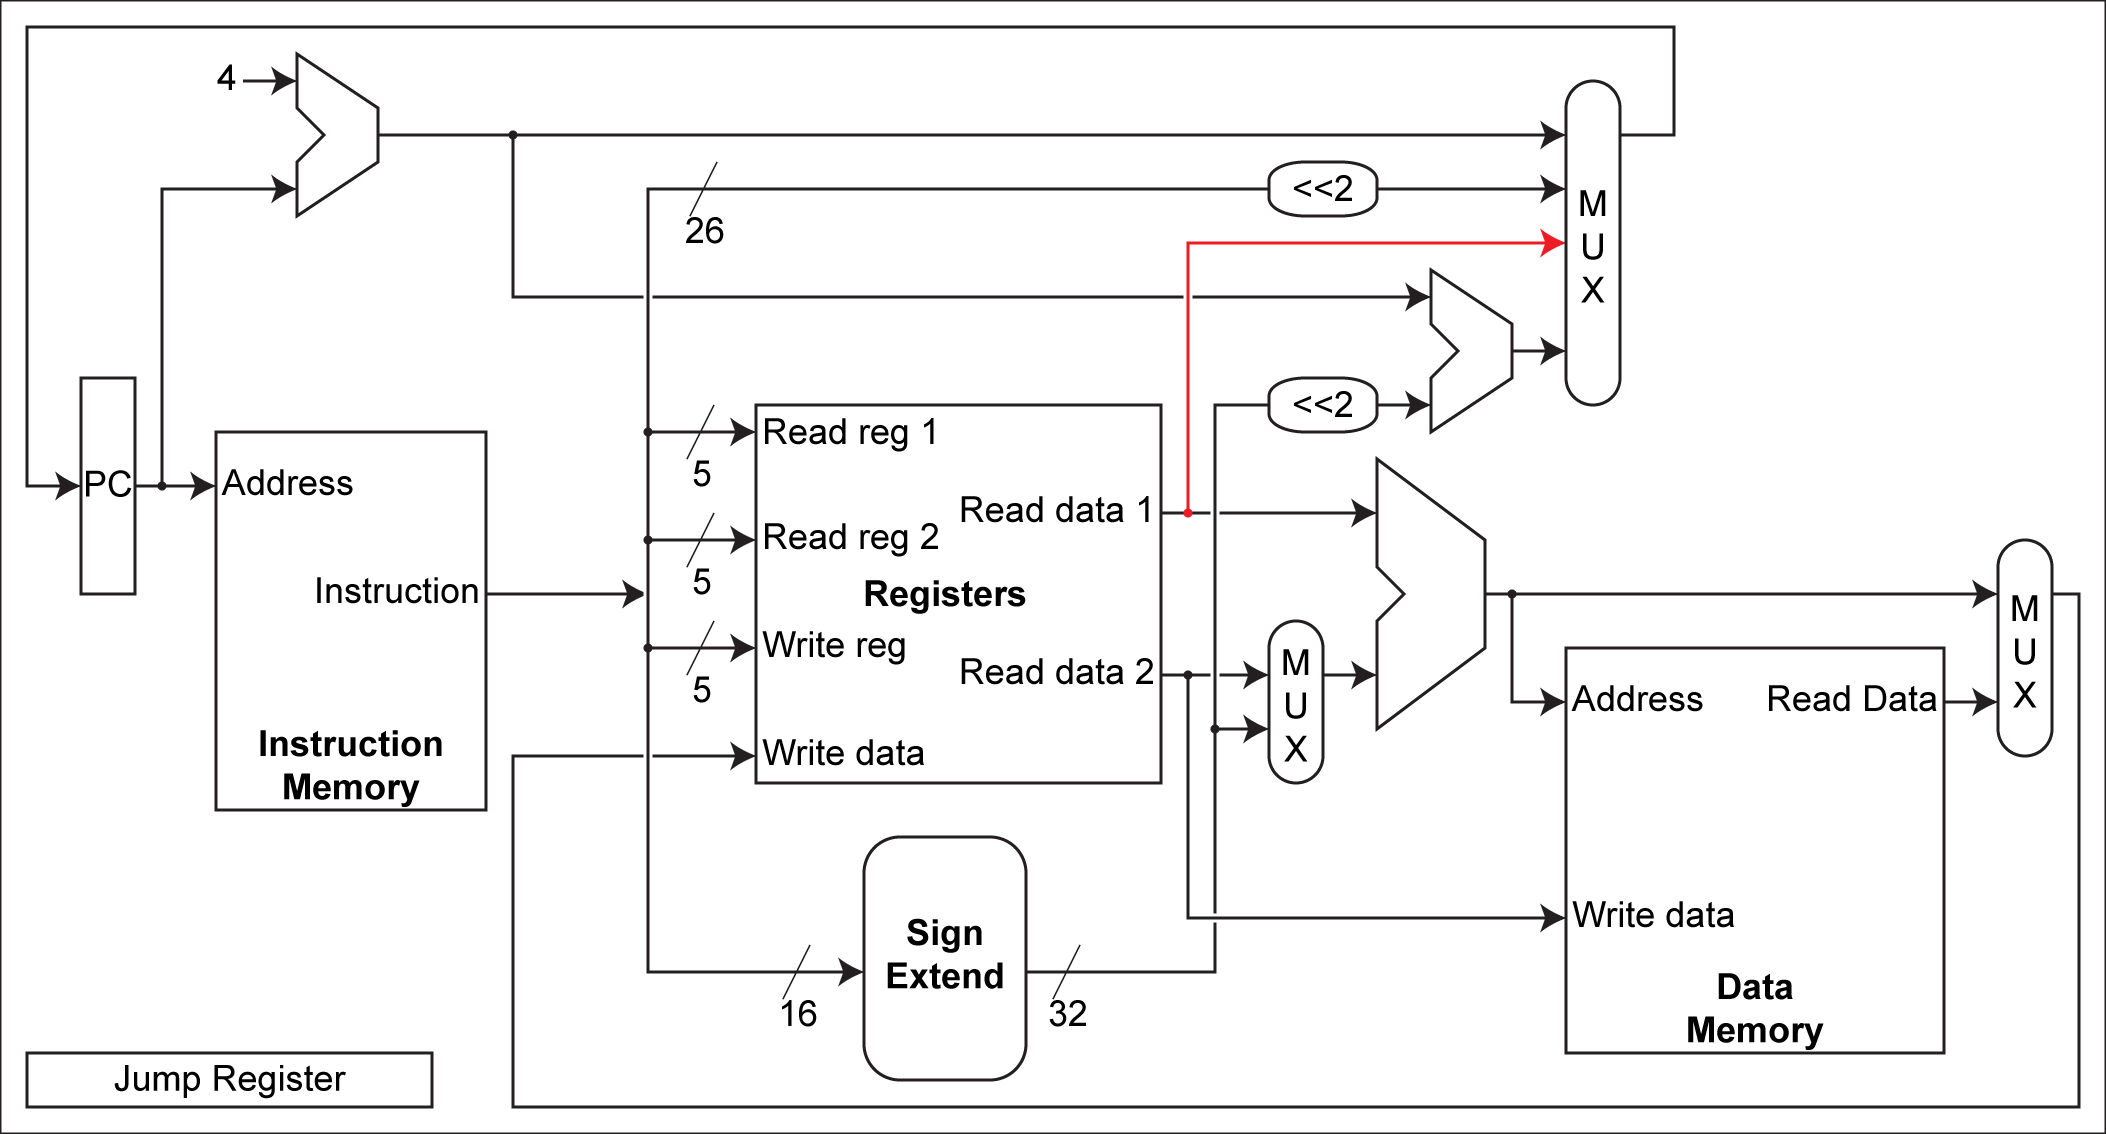 4
26
<<2
M
U
X
<<2
PC
Address
Instruction
Instruction
Memory
5
5
5
Read reg 1
Read reg 2
Write reg
Write data
Registers
Read data 1
Read data 2
M
U
X
16
Sign
Extend
32
Address
Read Data
Write data
Data
Memory
M
U
X
Jump Register